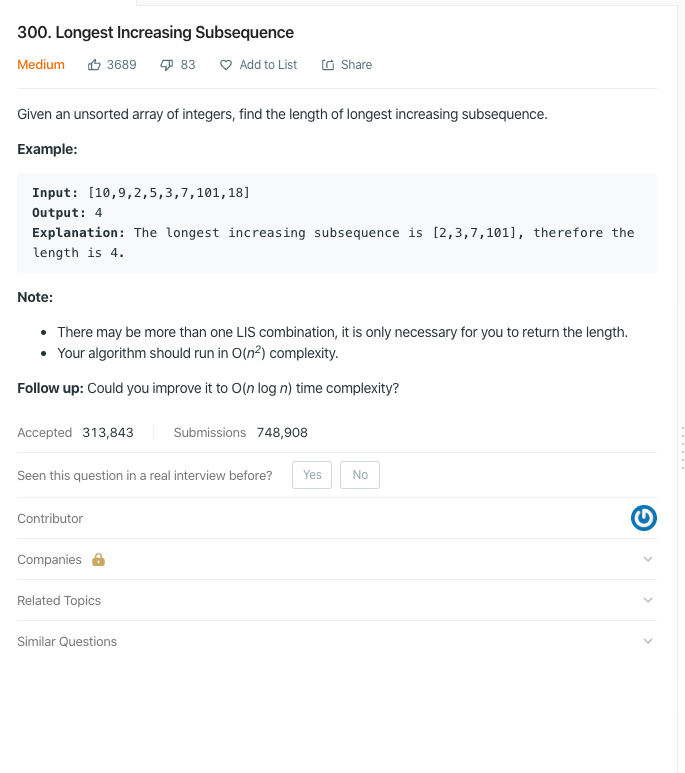 300. Longest Increasing Subsequence
Medium 3689 83 Add to List Share
Given an unsorted array of integers, find the length of longest increasing subsequence.
Example:
Input: [10,9,2,5,3,7,101,18]
Output: 4
Explanation: The longest increasing subsequence is [2,3,7,101], therefore the
length is 4.
Note:
• There may be more than one LIS combination, it is only necessary for you to return the length.
• Your algorithm should run in O(n²) complexity.
Follow up: Could you improve it to O(n log n) time complexity?
Accepted 313,843 Submissions 748,908
Seen this question in a real interview before? Yes No
Contributor
Companies
Related Topics
Similar Questions